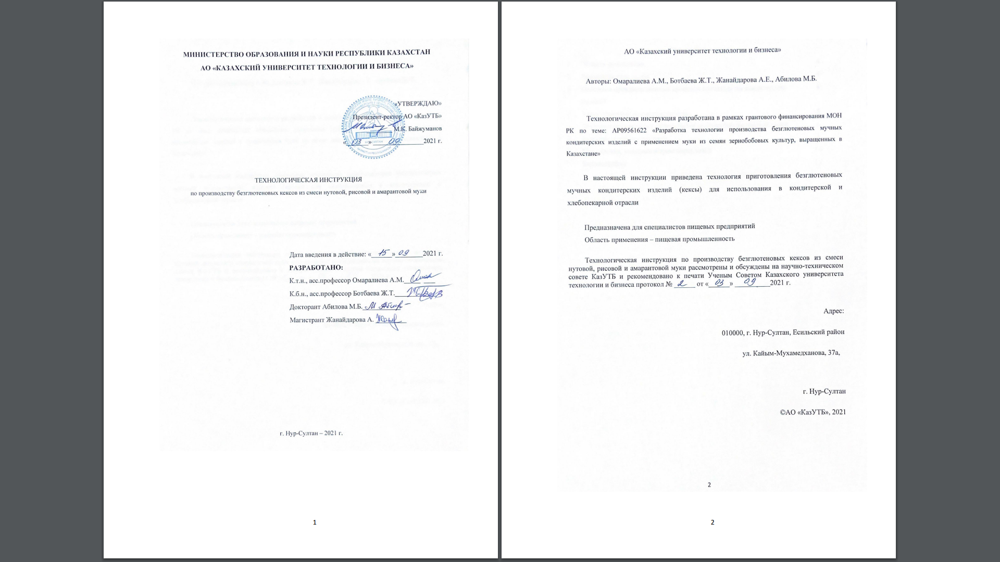 МИНИСТЕРСТВО ОБРАЗОВАНИЯ И НАУКИ РЕСПУБЛИКИ КАЗАХСТАН
АО «КАЗАХСКИЙ УНИВЕРСИТЕТ ТЕХНОЛОГИИ И БИЗНЕСА»
«УТВЕРЖДАЮ»
Президент-ректор АО «КазУТБ»
М.К. Байжуманов
«03» 09 2021 г.
ТЕХНОЛОГИЧЕСКАЯ ИНСТРУКЦИЯ
по производству безглютеновых кексов из смеси нутовой, рисовой и амарантовой муки
Дата введения в действие: «15» 09 2021 г.
РАЗРАБОТАНО:
К.т.н., асс.профессор Омаралиева А.М.
К.б.н., асс.профессор Ботбаева Ж.Т.
Докторант Абилова М.Б.
Магистрант Жанайдарова А.
г. Нур-Султан – 2021 г.
1
АО «Казахский университет технологии и бизнеса»
Авторы: Омаралиева А.М., Ботбаева Ж.Т., Жанайдарова А.Е., Абилова М.Б.
Технологическая инструкция разработана в рамках грантового финансирования МОН
РК по теме: АР09561622 «Разработка технологии производства безглютеновых мучных
кондитерских изделий с применением муки из семян зернобобовых культур, выращенных в
Казахстане»
В настоящей инструкции приведена технология приготовления безглютеновых
мучных кондитерских изделий (кексы) для использования в кондитерской и
хлебопекарной отрасли
Предназначена для специалистов пищевых предприятий
Область применения – пищевая промышленность
Технологическая инструкция по производству безглютеновых кексов из смеси
нутовой, рисовой и амарантовой муки рассмотрены и обсуждены на научно-техническом
совете КазУТБ и рекомендовано к печати Ученым Советом Казахского университета
технологии и бизнеса протокол № 2 от «03» 09 2021 г.
Адрес:
010000, г. Нур-Султан, Есильский район
ул. Кайым-Мухамедханова, 37а,
г. Нур-Султан
©АО «КазУТБ», 2021
2
2